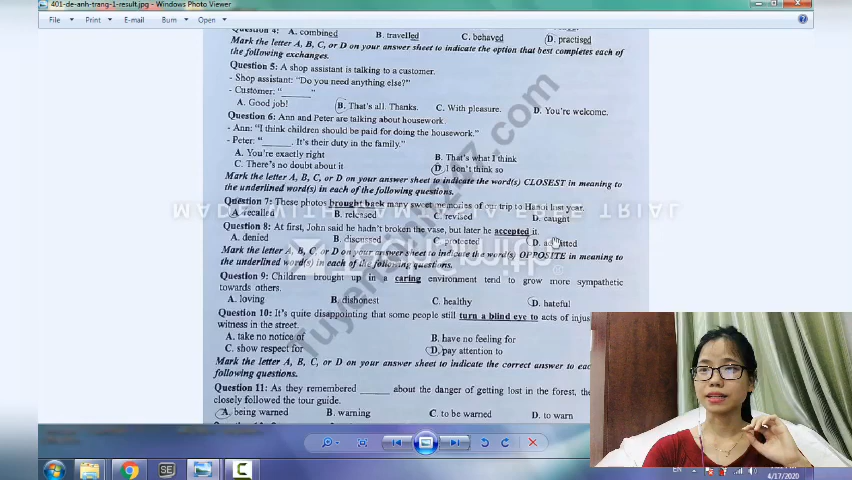 401-de-anh-trang-1-result.jpg - Windows Photo Viewer
File Print E-mail Burn Open
Question 4: A. combined B. travelled C. behaved D. practised
Mark the letter A, B, C, or D on your answer sheet to indicate the option that best completes each of
the following exchanges.
Question 5: A shop assistant is talking to a customer.
- Shop assistant: "Do you need anything else?"
- Customer: "______"
A. Good job! B. That's all. Thanks. C. With pleasure. D. You're welcome.
Question 6: Ann and Peter are talking about housework.
- Ann: "I think children should be paid for doing the housework."
- Peter: "______. It's their duty in the family."
A. You're exactly right B. That's what I think
C. There's no doubt about it D. I don't think so
Mark the letter A, B, C, or D on your answer sheet to indicate the word(s) CLOSEST in meaning to
the underlined word(s) in each of the following questions.
Question 7: These photos brought back many sweet memories of our trip to Hanoi last year.
A. recalled B. released C. revised D. caught
Question 8: At first, John said he hadn't broken the vase, but later he accepted it.
A. denied B. discussed C. protected D. admitted
Mark the letter A, B, C, or D on your answer sheet to indicate the word(s) OPPOSITE in meaning to
the underlined word(s) in each of the following questions.
Question 9: Children brought up in a caring environment tend to grow more sympathetic
towards others.
A. loving B. dishonest C. healthy D. hateful
Question 10: It's quite disappointing that some people still turn a blind eye to acts of
witness in the street.
A. take no notice of B. have no feeling for
C. show respect for D. pay attention to
Mark the letter A, B, C, or D on your answer sheet to indicate the correct answer to
following questions.
Question 11: As they remembered ______ about the danger of getting lost in the forest,
closely followed the tour guide.
A. being warned B. warning C. to be warned D. to warn
EN
4/17/2020